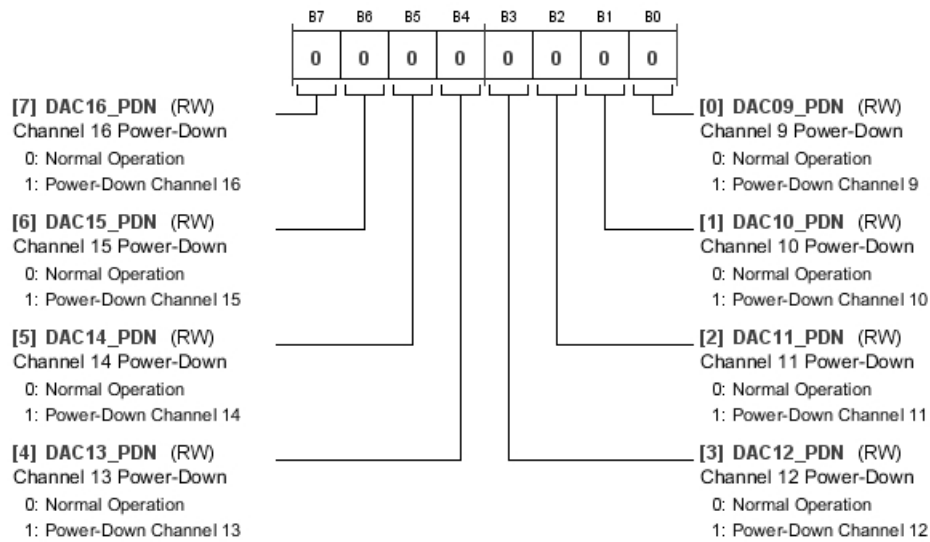 B7 B6 B5 B4 B3 B2 B1 B0
0 0 0 0 0 0 0 0
[7] DAC16_PDN (RW)
Channel 16 Power-Down
0: Normal Operation
1: Power-Down Channel 16
[6] DAC15_PDN (RW)
Channel 15 Power-Down
0: Normal Operation
1: Power-Down Channel 15
[5] DAC14_PDN (RW)
Channel 14 Power-Down
0: Normal Operation
1: Power-Down Channel 14
[4] DAC13_PDN (RW)
Channel 13 Power-Down
0: Normal Operation
1: Power-Down Channel 13
[0] DAC09_PDN (RW)
Channel 9 Power-Down
0: Normal Operation
1: Power-Down Channel 9
[1] DAC10_PDN (RW)
Channel 10 Power-Down
0: Normal Operation
1: Power-Down Channel 10
[2] DAC11_PDN (RW)
Channel 11 Power-Down
0: Normal Operation
1: Power-Down Channel 11
[3] DAC12_PDN (RW)
Channel 12 Power-Down
0: Normal Operation
1: Power-Down Channel 12